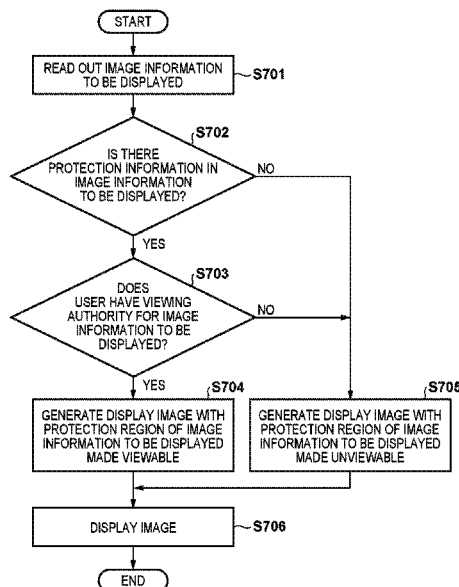 START
READ OUT IMAGE INFORMATION
TO BE DISPLAYED
S701
S702
IS THERE
PROTECTION INFORMATION IN
IMAGE INFORMATION
TO BE DISPLAYED?
NO
YES
S703
DOES
USER HAVE VIEWING
AUTHORITY FOR IMAGE
INFORMATION TO BE
DISPLAYED?
NO
YES
S704
GENERATE DISPLAY IMAGE WITH
PROTECTION REGION OF IMAGE
INFORMATION TO BE DISPLAYED
MADE VIEWABLE
S705
GENERATE DISPLAY IMAGE WITH
PROTECTION REGION OF IMAGE
INFORMATION TO BE DISPLAYED
MADE UNVIEWABLE
DISPLAY IMAGE
S706
END